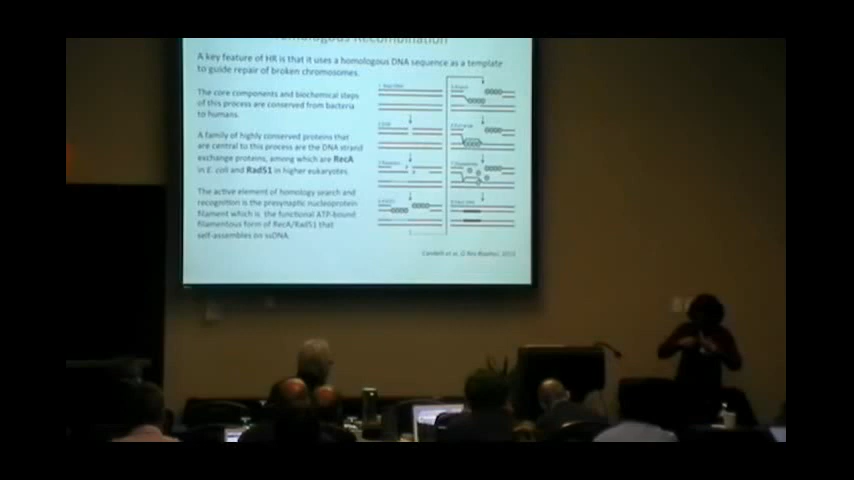 Homologous Recombination
A key feature of HR is that it uses a homologous DNA sequence as a template
to guide repair of broken chromosomes.
The core components and biochemical steps
of this process are conserved from bacteria
to humans.
A family of highly conserved proteins that
are central to this process are the DNA strand
exchange proteins, among which are RecA
in E. coli and Rad51 in higher eukaryotes.
The active element of homology search and
recognition is the presynaptic nucleoprotein
filament which is the functional ATP-bound
filamentous form of RecA/Rad51 that
self-assembles on ssDNA.